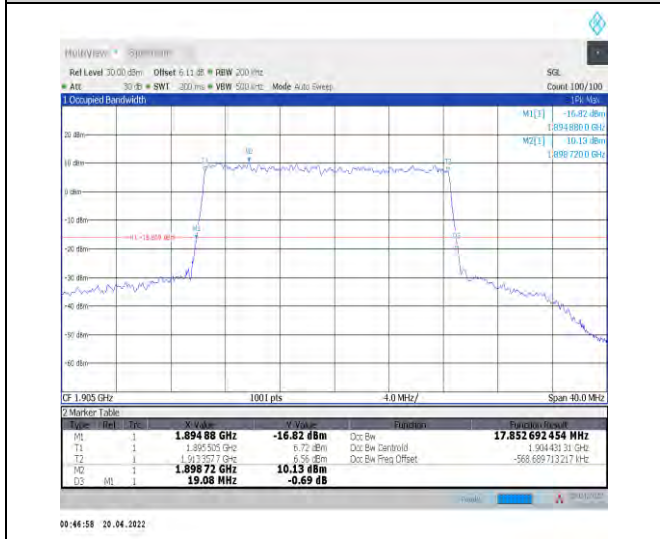 MultiView Spectrum
Ref Level 30.00 dBm Offset 6.11 dB RBW 200 kHz SGL
Att 30 dB SWT 200 ms VBW 500 kHz Mode Auto Sweep Count 100/100
1 Occupied Bandwidth 1Pk Max
M1[1] -16.82 dBm
1.894880 0 GHz
M2[1] 10.13 dBm
1.898720 0 GHz
20 dBm
10 dBm
T1 M2 T2
0 dBm
-10 dBm
M1 D3
-20 dBm
-30 dBm
-40 dBm
-50 dBm
-60 dBm
CF 1.905 GHz 1001 pts 4.0 MHz/ Span 40.0 MHz
2 Marker Table
Type Ref Trc X-Value Y-Value Function Function Result
M1 1 1.894 88 GHz -16.82 dBm Occ Bw 17.852 692 454 MHz
T1 1 1.895505 GHz 6.72 dBm Occ Bw Centroid 1.904 431 31 GHz
T2 1 1.913 357 7 GHz 6.56 dBm Occ Bw Freq Offset -568.689 713 217 kHz
M2 1 1.898 72 GHz 10.13 dBm
D3 M1 1 19.08 MHz -0.69 dB
00:46:58 20.04.2022